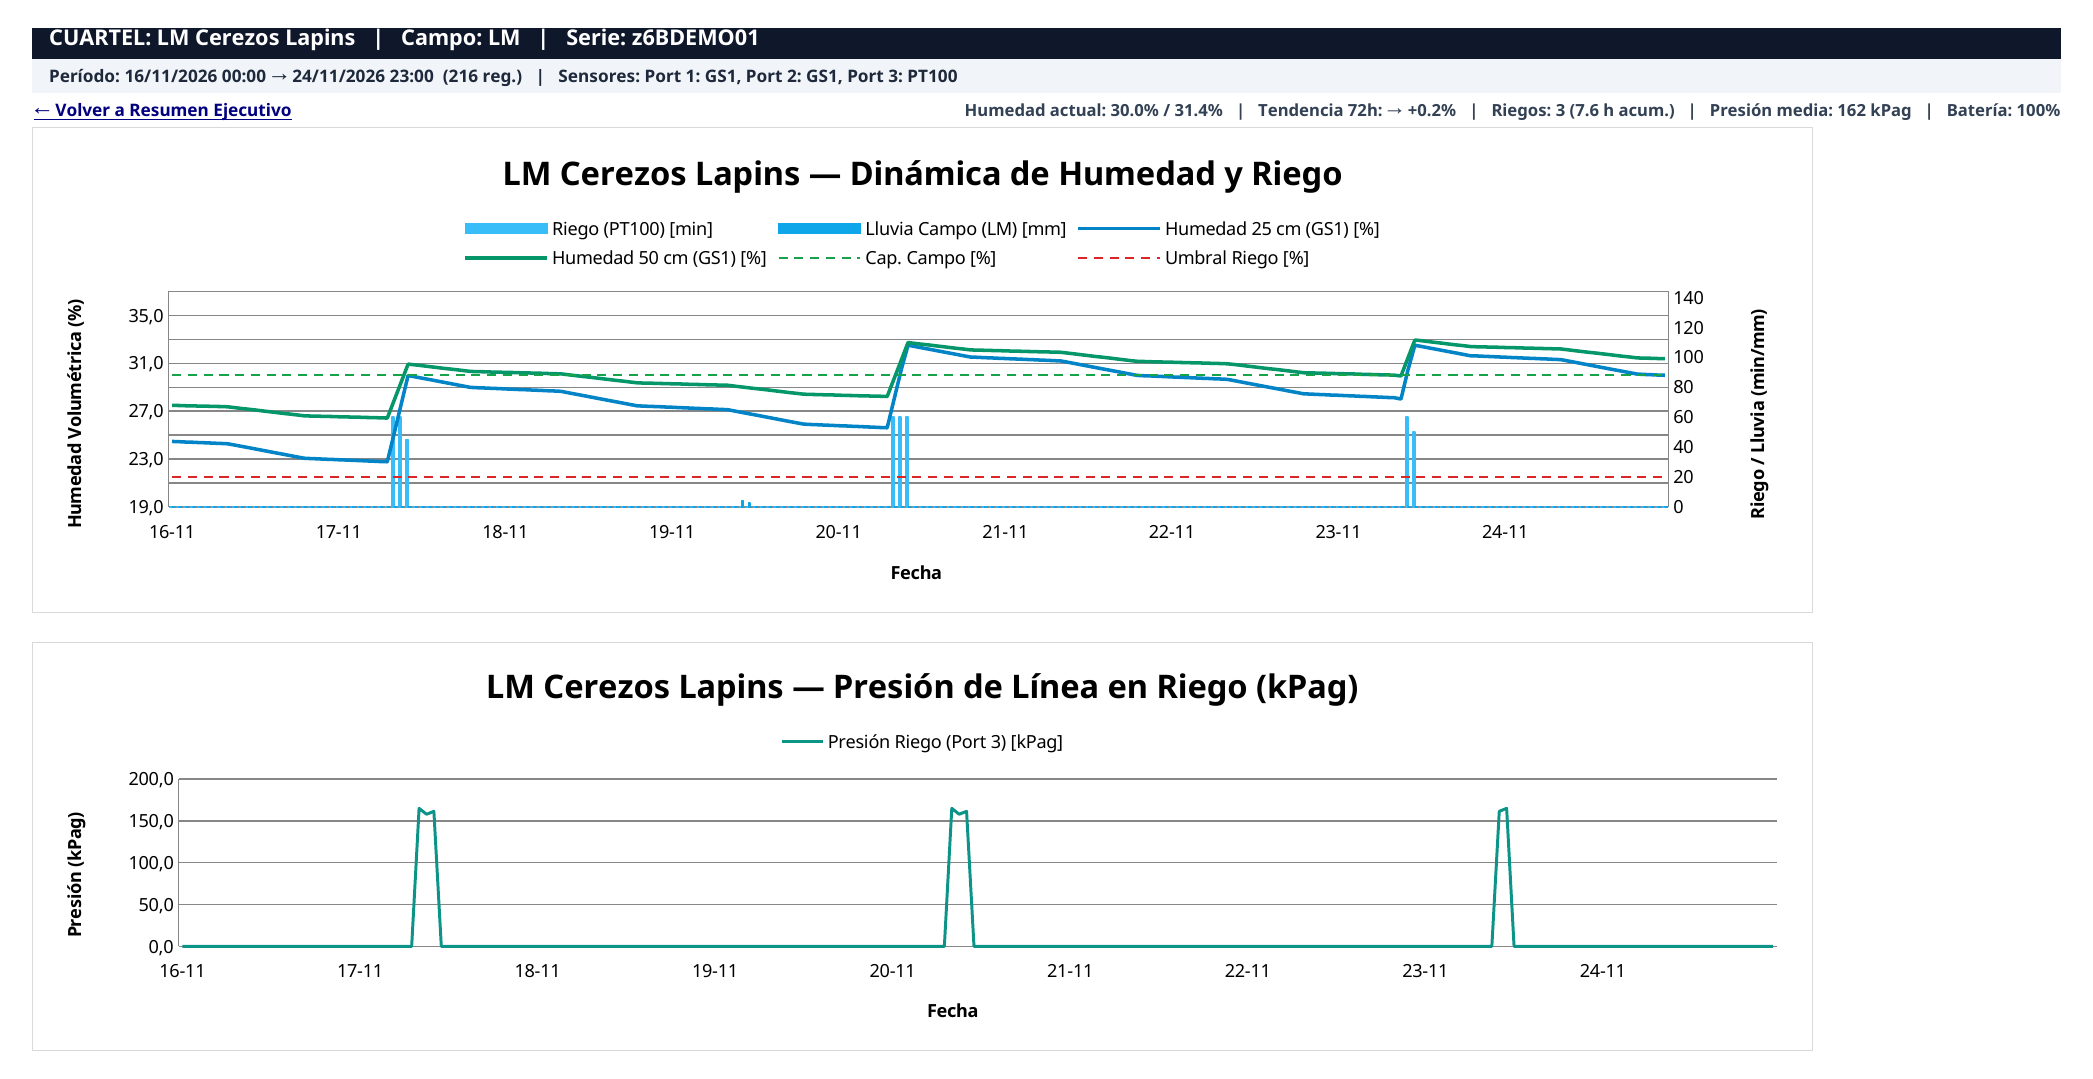 CUARTEL: LM Cerezos Lapins | Campo: LM | Serie: z6BDEMO01
Período: 16/11/2026 00:00 → 24/11/2026 23:00 (216 reg.) | Sensores: Port 1: GS1, Port 2: GS1, Port 3: PT100
← Volver a Resumen Ejecutivo
Humedad actual: 30.0% / 31.4% | Tendencia 72h: → +0.2% | Riegos: 3 (7.6 h acum.) | Presión media: 162 kPag | Batería: 100%
LM Cerezos Lapins — Dinámica de Humedad y Riego
Riego (PT100) [min] Lluvia Campo (LM) [mm] Humedad 25 cm (GS1) [%]
Humedad 50 cm (GS1) [%] Cap. Campo [%] Umbral Riego [%]
Humedad Volumétrica (%)
35,0
31,0
27,0
23,0
19,0
140
120
100
80
60
40
20
0
Riego / Lluvia (min/mm)
16-11 17-11 18-11 19-11 20-11 21-11 22-11 23-11 24-11
Fecha
LM Cerezos Lapins — Presión de Línea en Riego (kPag)
Presión Riego (Port 3) [kPag]
Presión (kPag)
200,0
150,0
100,0
50,0
0,0
16-11 17-11 18-11 19-11 20-11 21-11 22-11 23-11 24-11
Fecha